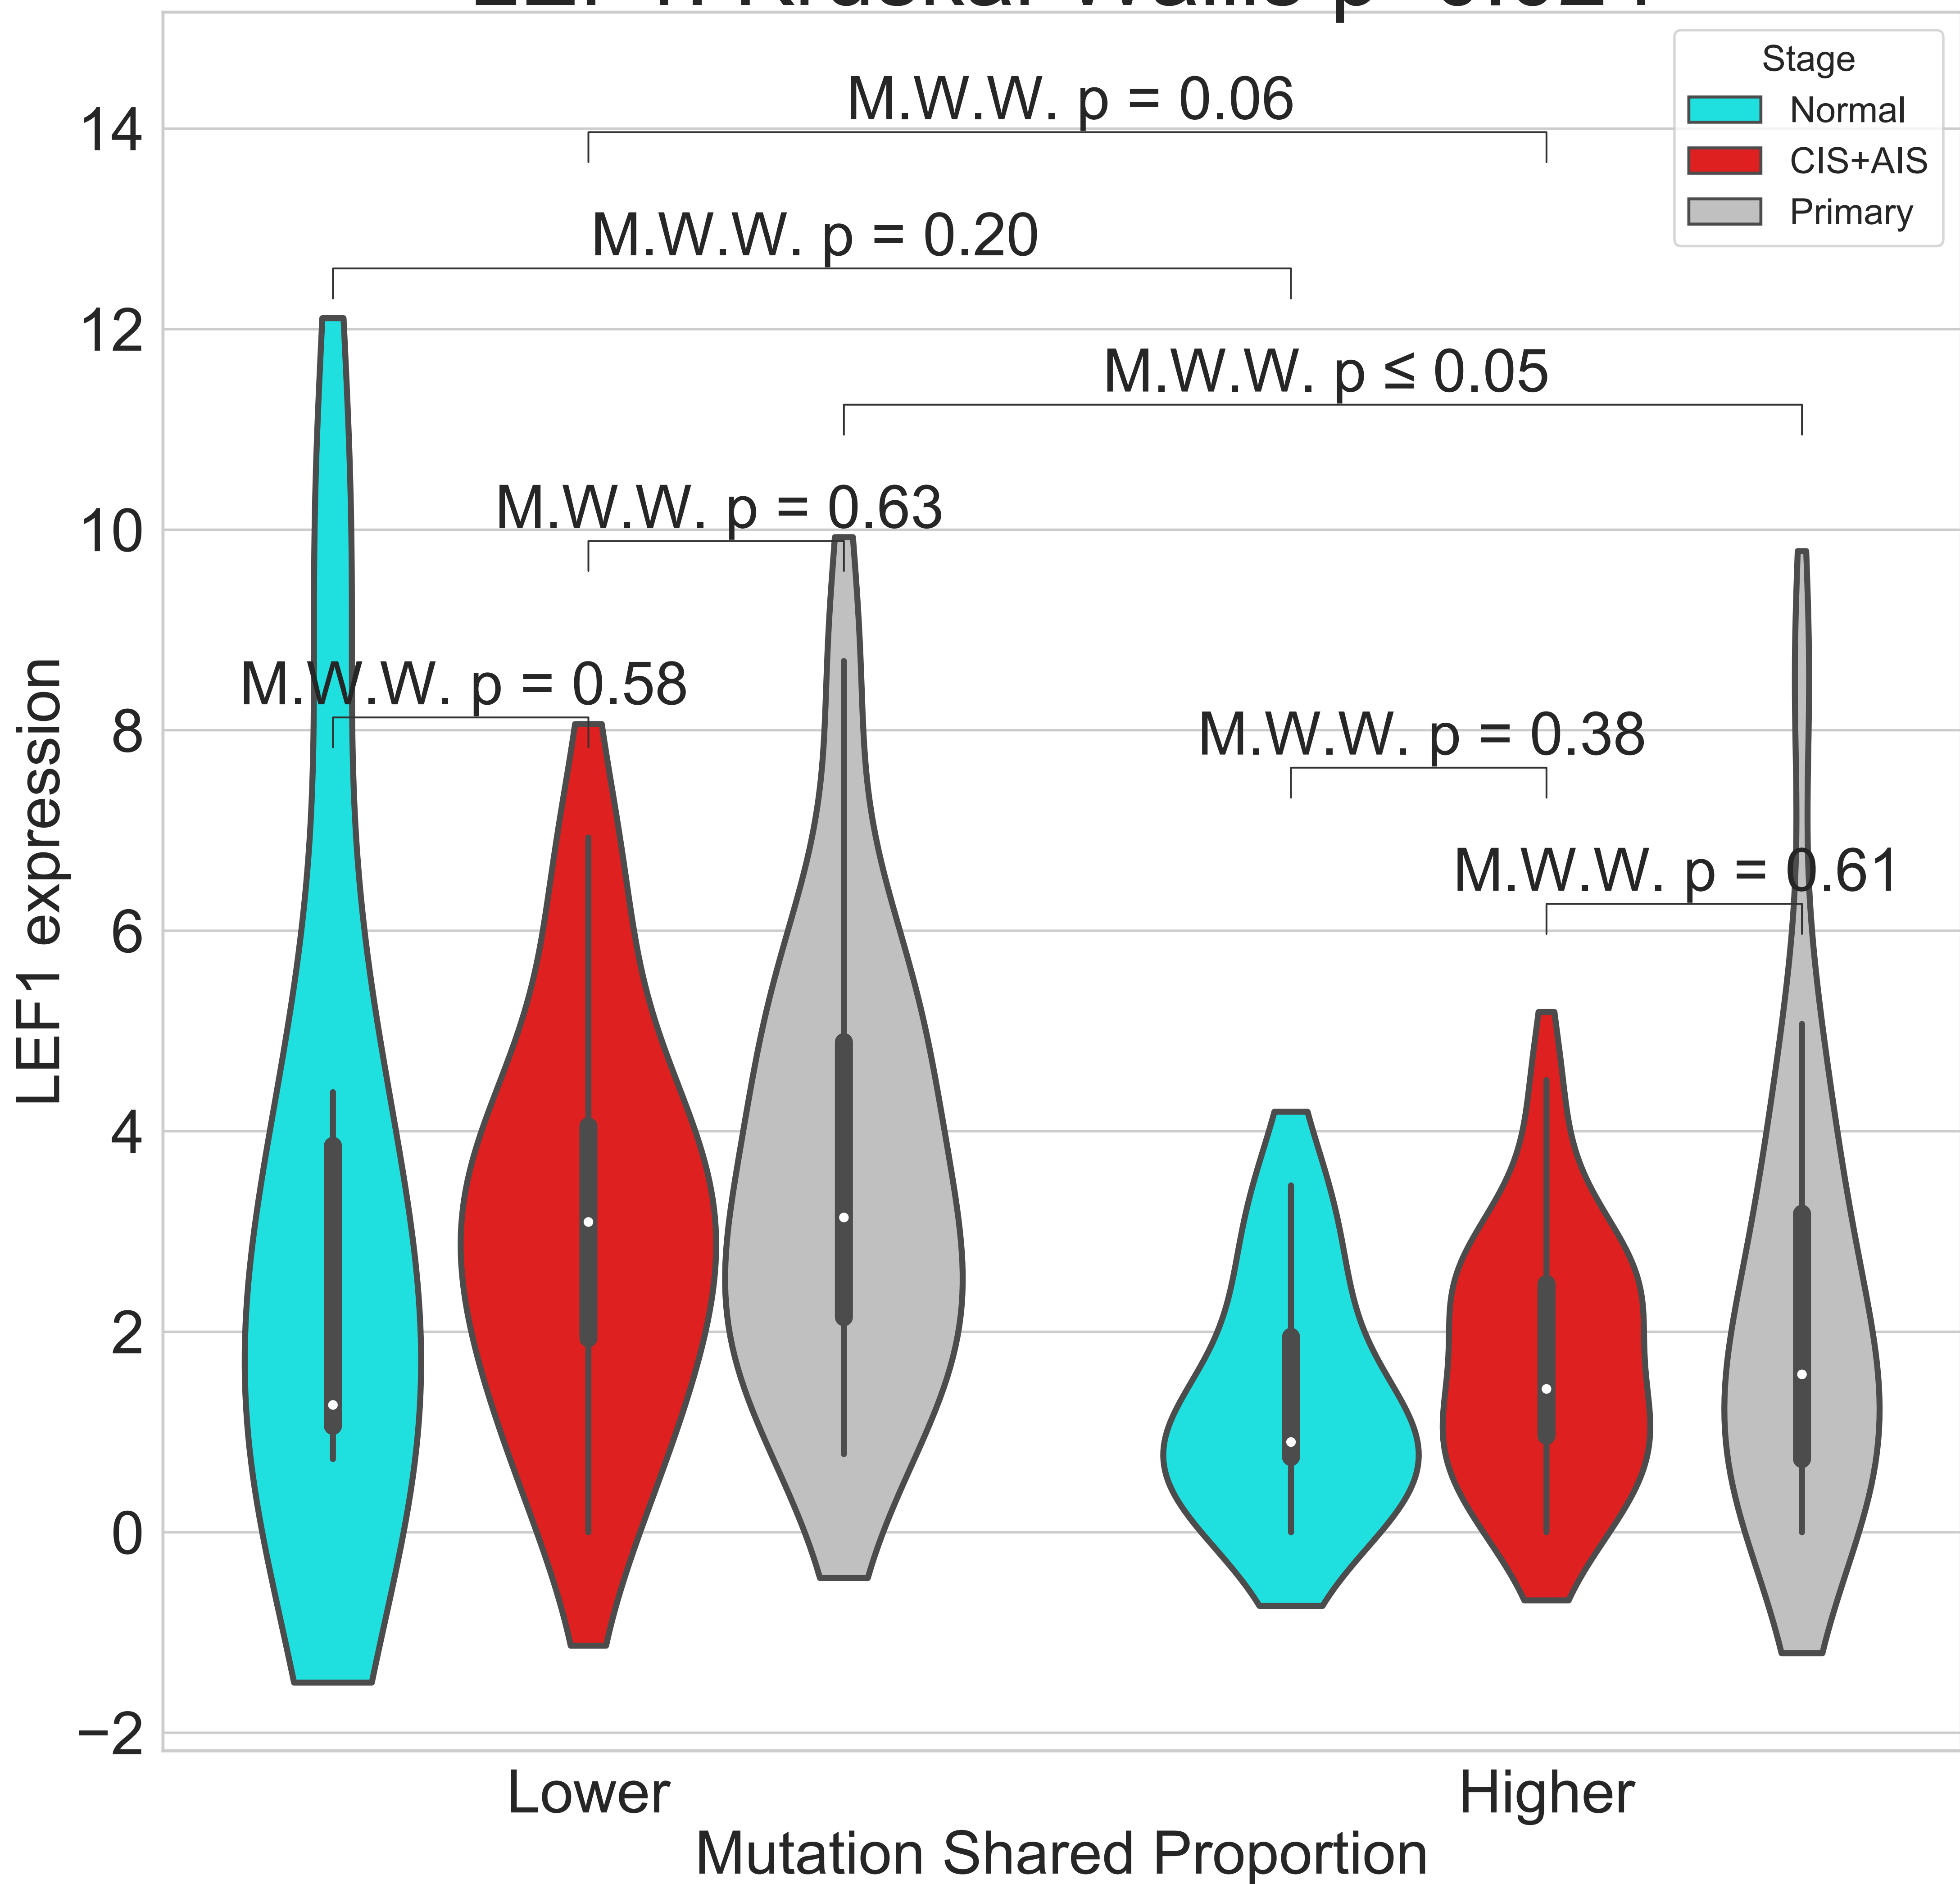 Stage
Normal
CIS+AIS
Primary
M.W.W. p = 0.06
M.W.W. p = 0.20
M.W.W. p ≤ 0.05
M.W.W. p = 0.63
M.W.W. p = 0.58
M.W.W. p = 0.38
M.W.W. p = 0.61
14
12
10
8
6
4
2
0
−2
LEF1 expression
Lower
Higher
Mutation Shared Proportion